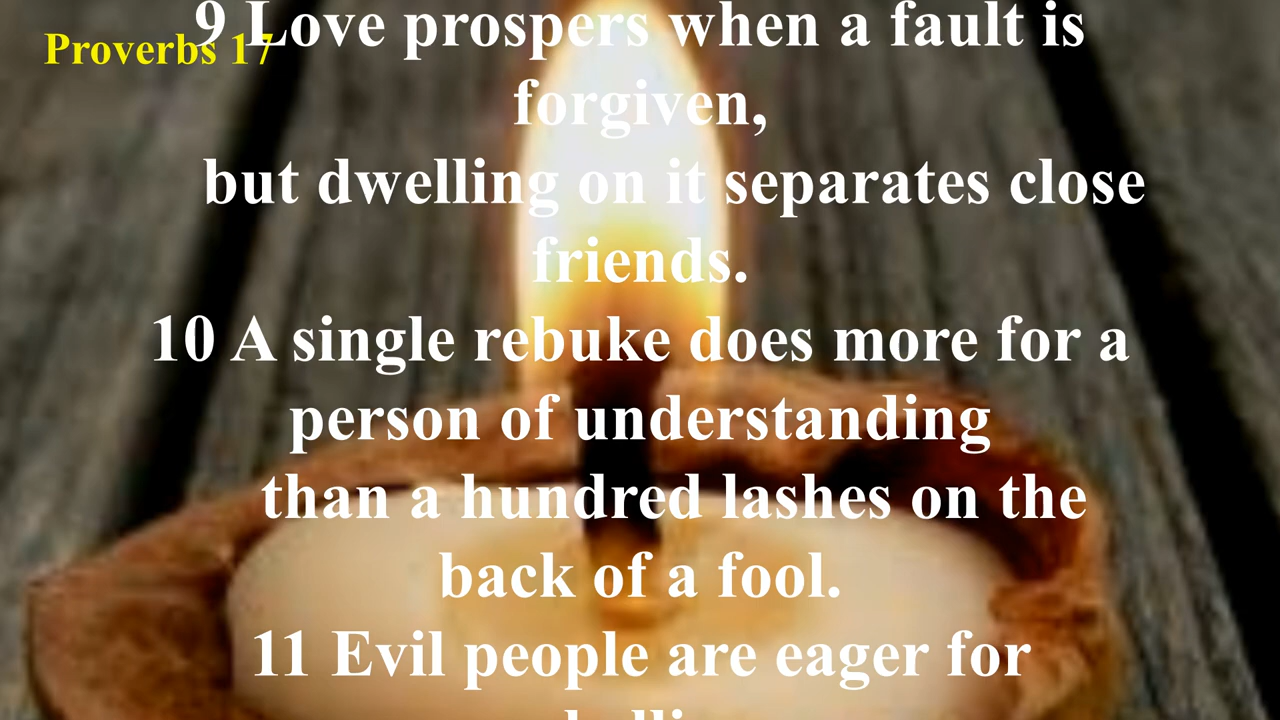 Proverbs 17
9 Love prospers when a fault is
forgiven,
but dwelling on it separates close
friends.
10 A single rebuke does more for a
person of understanding
than a hundred lashes on the
back of a fool.
11 Evil people are eager for